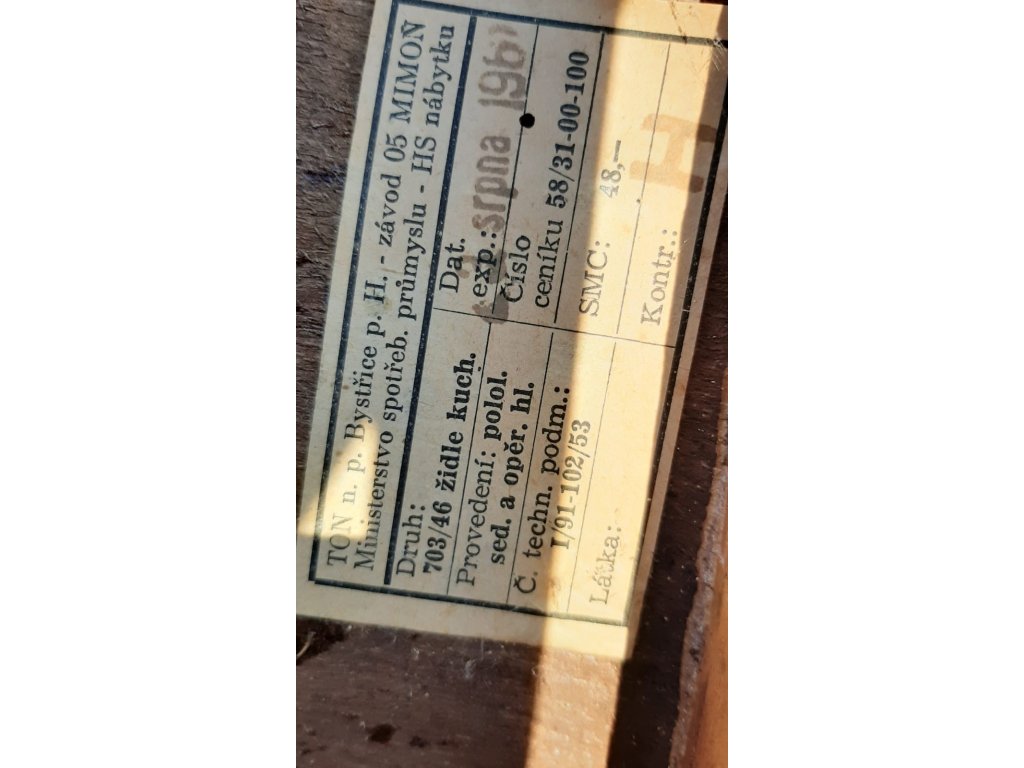 TON n. p. Bystřice p. H. - závod 05 MIMOŇ
Ministerstvo spotřeb. průmyslu - HS nábytku
Druh:
703/46 židle kuch.
Provedení: polol.
sed. a opěr. hl.
Č. techn. podm.:
I/91-102/53
Látka:
Dat.
exp.: srpna
Číslo
ceníku 58/31-00-100
SMC: 48,—
Kontr.: H